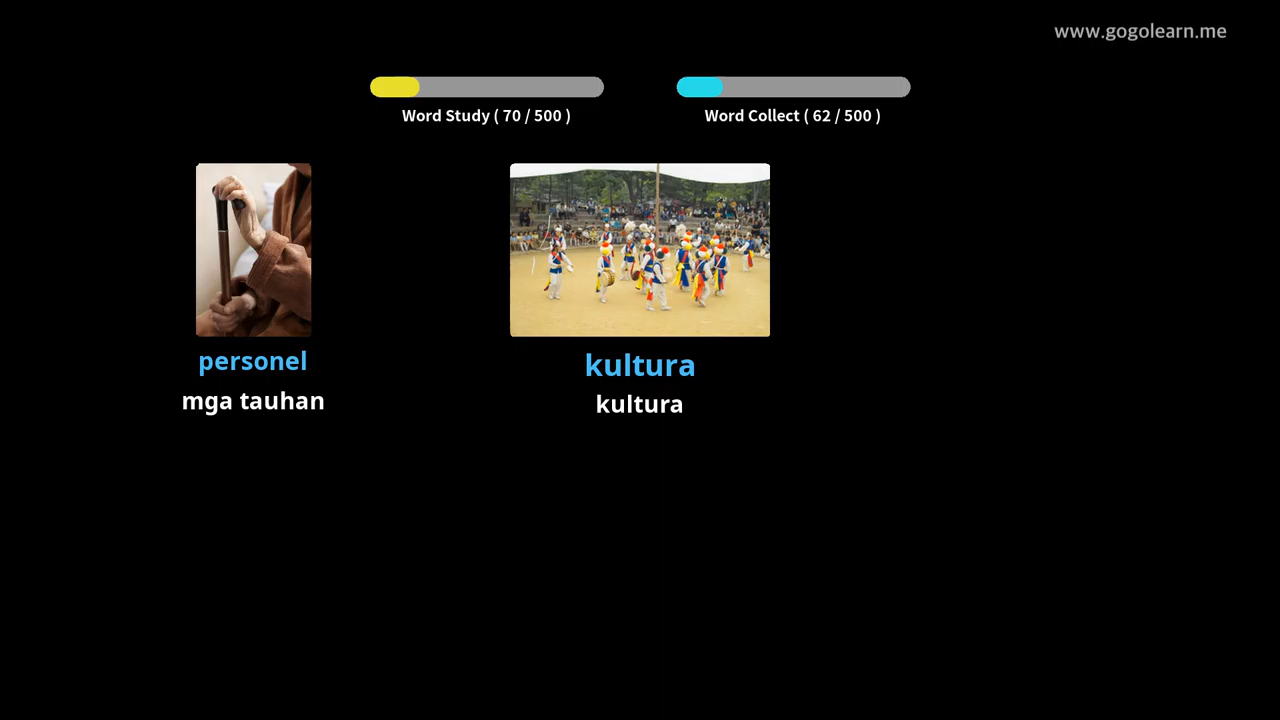 www.gogolearn.me
Word Study ( 70 / 500 )
Word Collect ( 62 / 500 )
personel
mga tauhan
kultura
kultura